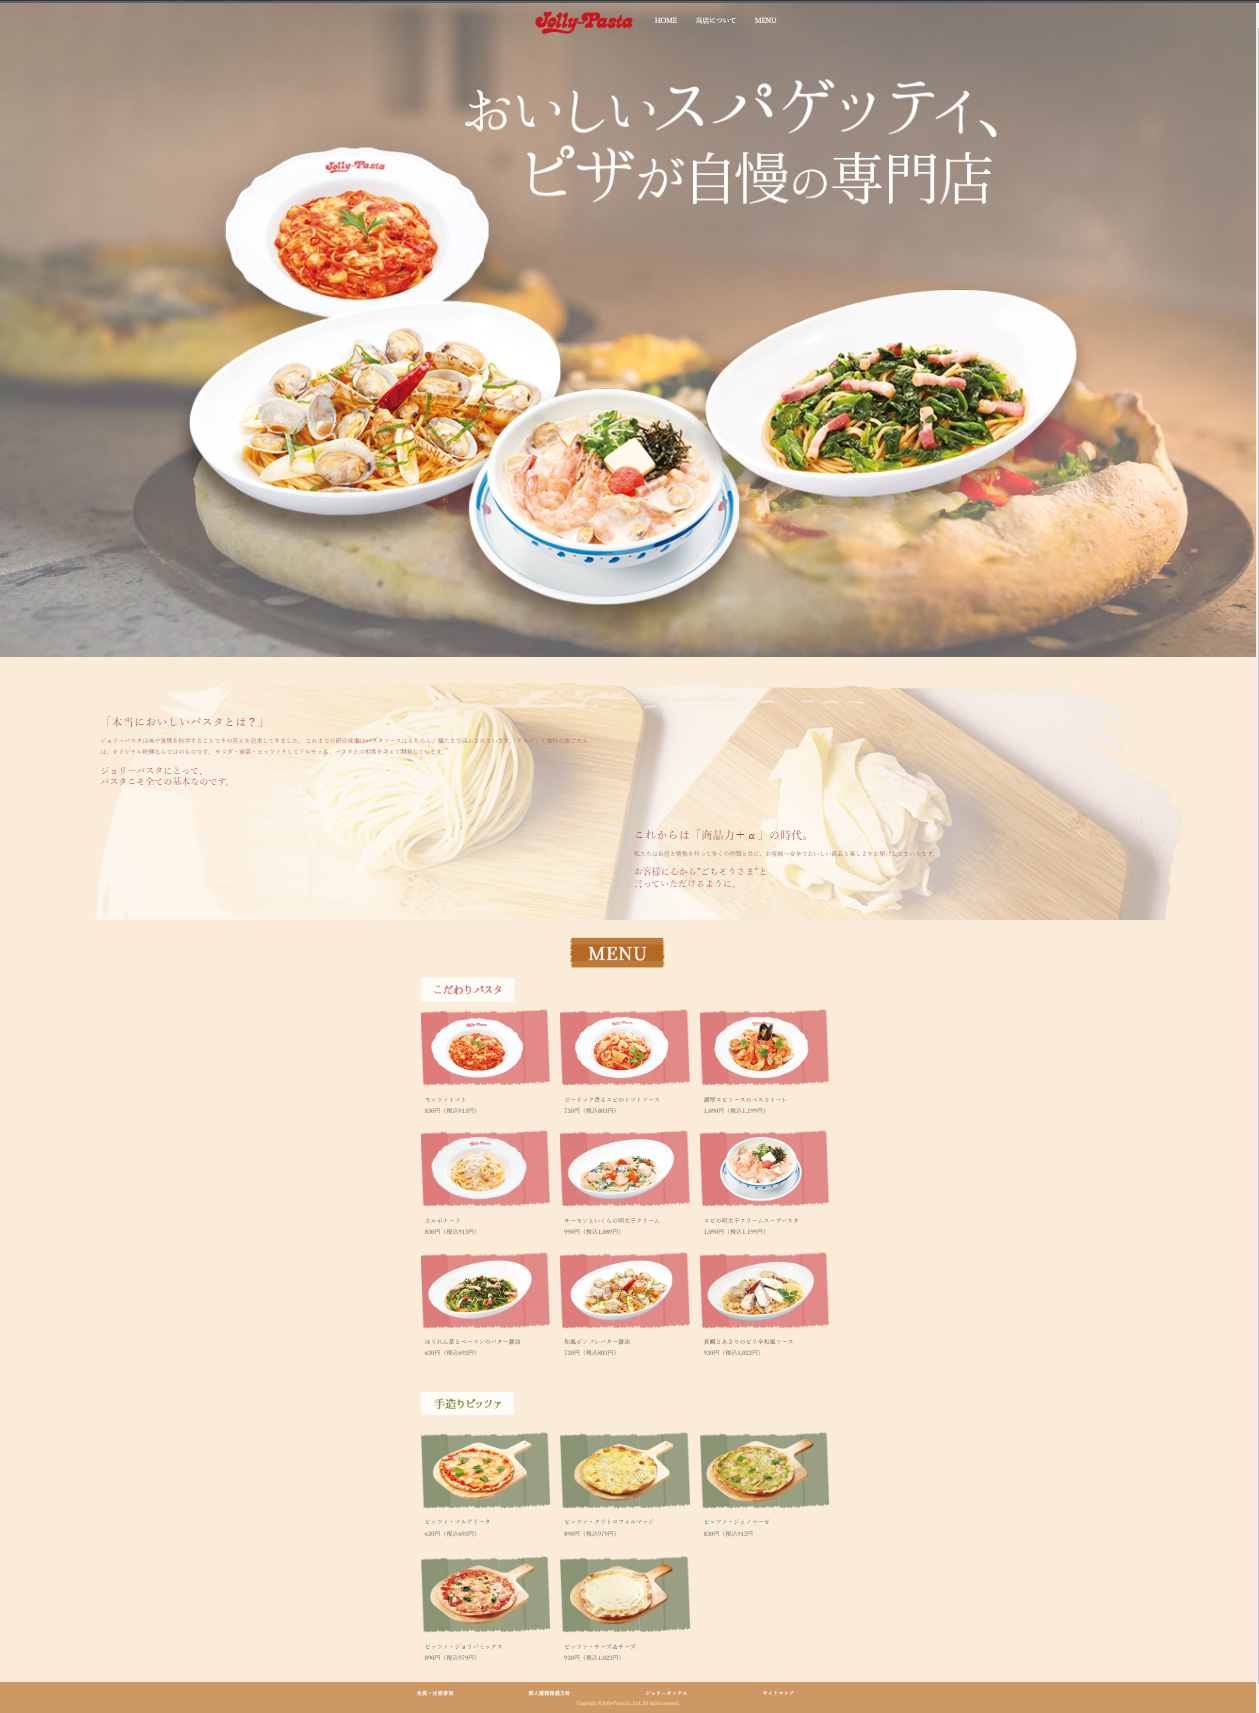 Jolly-Pasta HOME 当店について MENU
おいしいスパゲッティ、
ピザが自慢の専門店
Jolly-Pasta
「本当においしいパスタとは？」
ジョリーパスタにとって、
パスタこそ全ての基本なのです。
これからは「商品力＋α」の時代。
お客様に心から"ごちそうさま"と
言っていただけるように。
MENU
こだわりパスタ
モッツァトマト
830円（税込913円）
ガーリック香るエビのトマトソース
730円（税込803円）
濃厚エビソースのペスカトーレ
1,090円（税込1,199円）
カルボナーラ
830円（税込913円）
サーモンといくらの明太子クリーム
990円（税込1,089円）
エビの明太子クリームスープパスタ
1,090円（税込1,199円）
ほうれん草とベーコンのバター醤油
630円（税込693円）
和風ボンゴレバター醤油
730円（税込803円）
真鯛とあさりのピリ辛和風ソース
930円（税込1,023円）
手造りピッツァ
ピッツァ・マルゲリータ
630円（税込693円）
ピッツァ・クワトロフォルマッジ
890円（税込979円）
ピッツァ・ジェノベーゼ
830円（税込913円
ピッツァ・ジョリパミックス
890円（税込979円）
ピッツァ・チーズ＆チーズ
930円（税込1,023円）
免責・注意事項 個人情報保護方針 ジョリーボックス サイトマップ
Copyright ©Jolly-Pasta Co.,Ltd. All rights reserved.